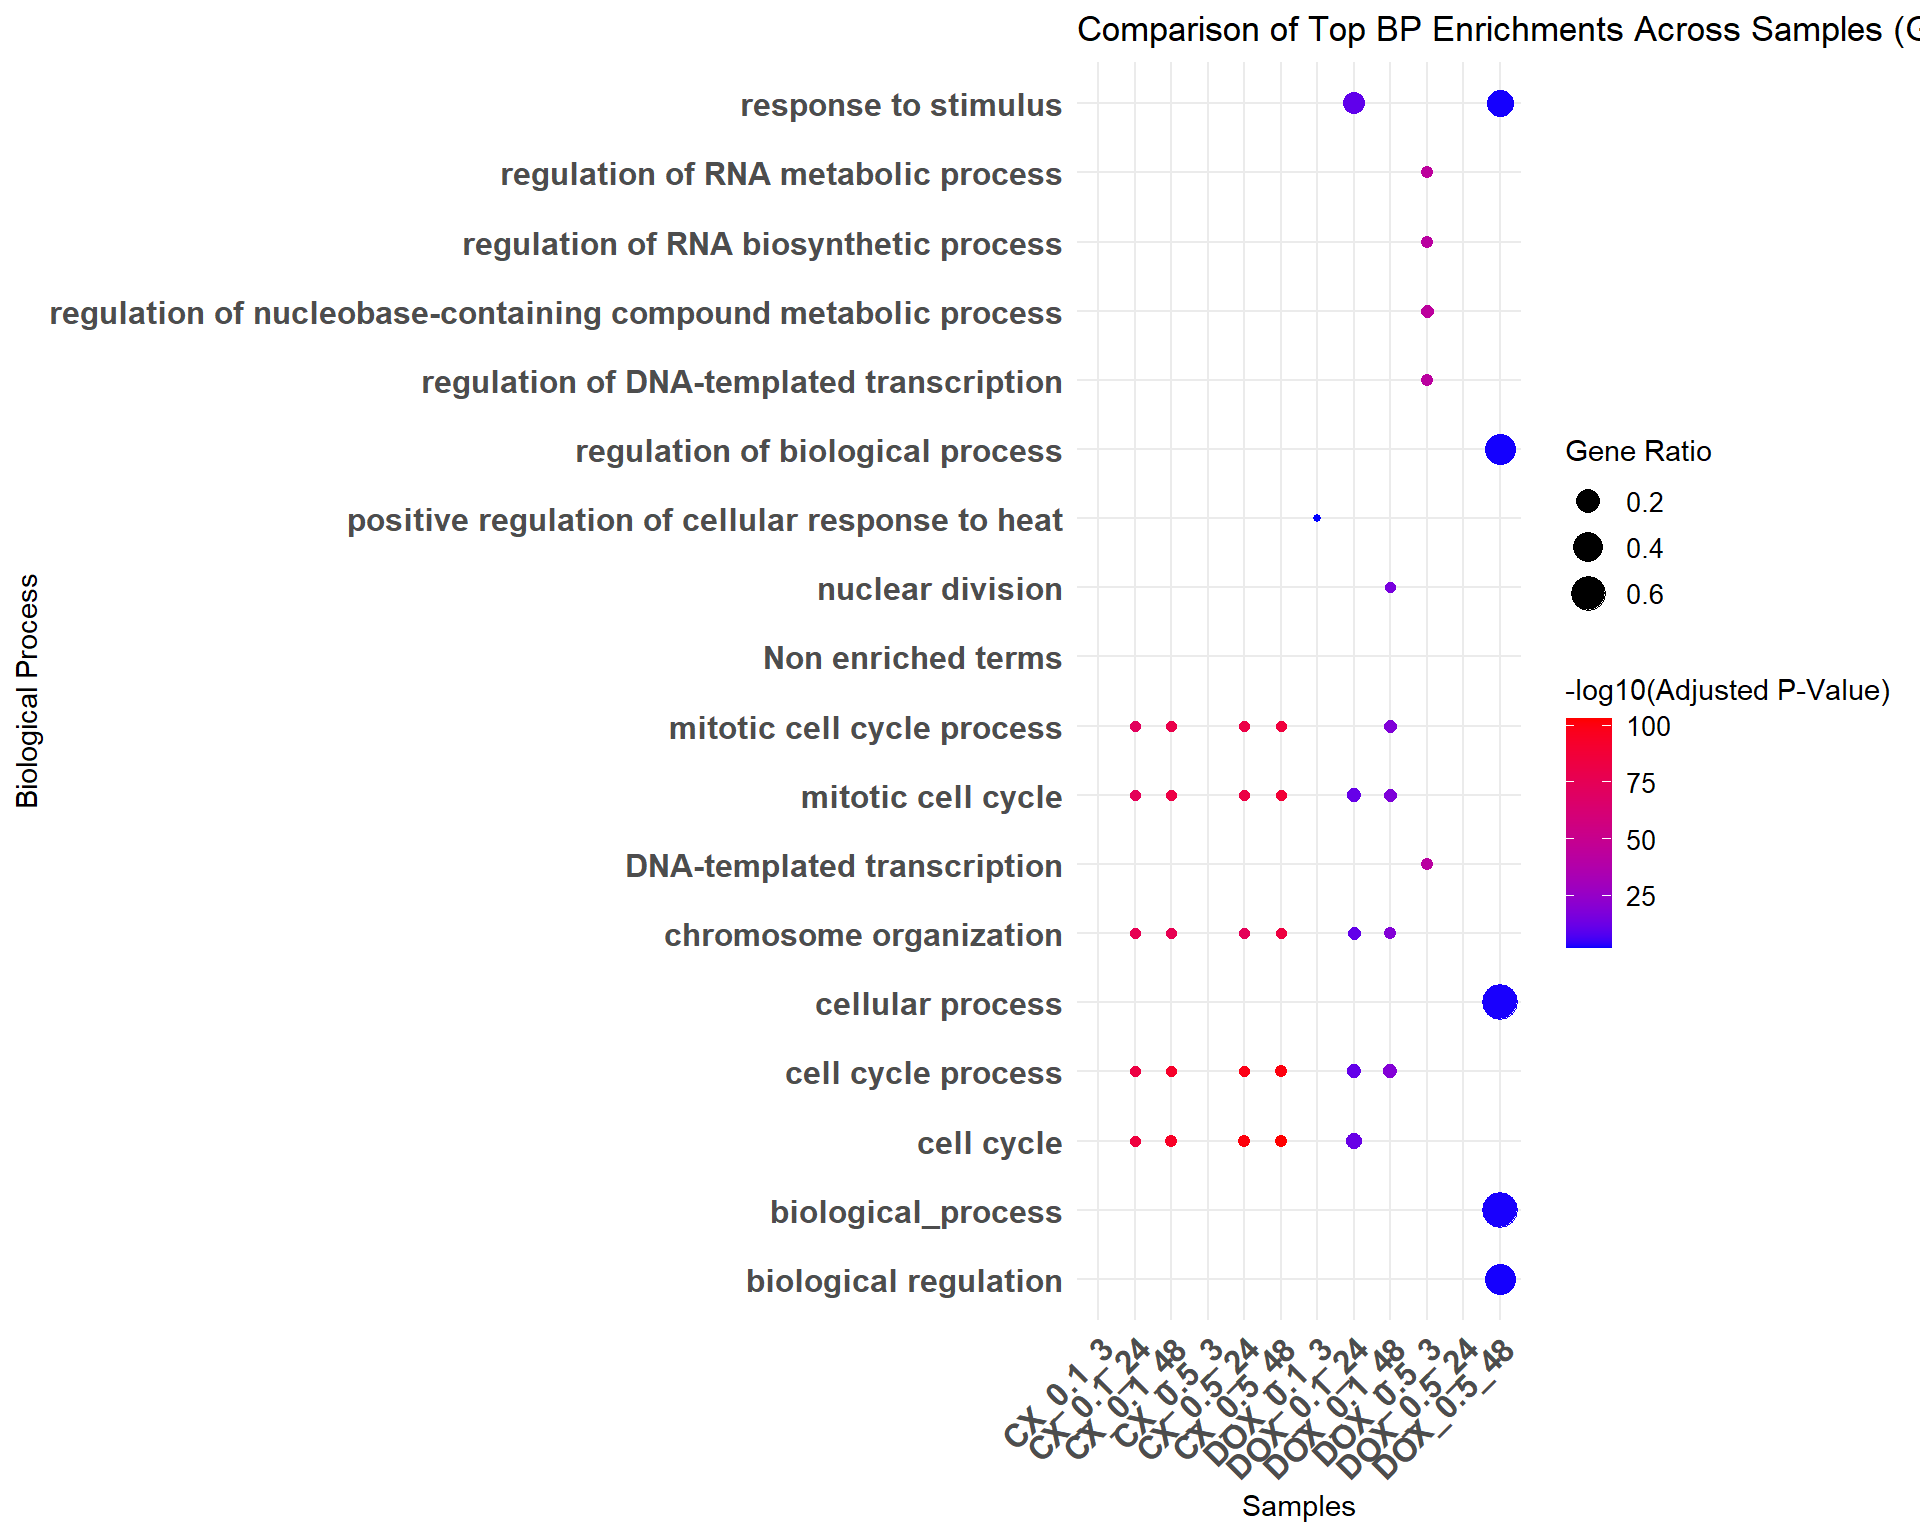 Comparison of Top BP Enrichments Across Samples (G
response to stimulus
regulation of RNA metabolic process
regulation of RNA biosynthetic process
regulation of nucleobase-containing compound metabolic process
regulation of DNA-templated transcription
regulation of biological process
positive regulation of cellular response to heat
nuclear division
Non enriched terms
mitotic cell cycle process
mitotic cell cycle
DNA-templated transcription
chromosome organization
cellular process
cell cycle process
cell cycle
biological_process
biological regulation
Biological Process
CX_0.1_3
CX_0.1_24
CX_0.1_48
CX_0.5_3
CX_0.5_24
CX_0.5_48
DOX_0.1_3
DOX_0.1_24
DOX_0.1_48
DOX_0.5_3
DOX_0.5_24
DOX_0.5_48
Samples
Gene Ratio
0.2
0.4
0.6
-log10(Adjusted P-Value)
100
75
50
25